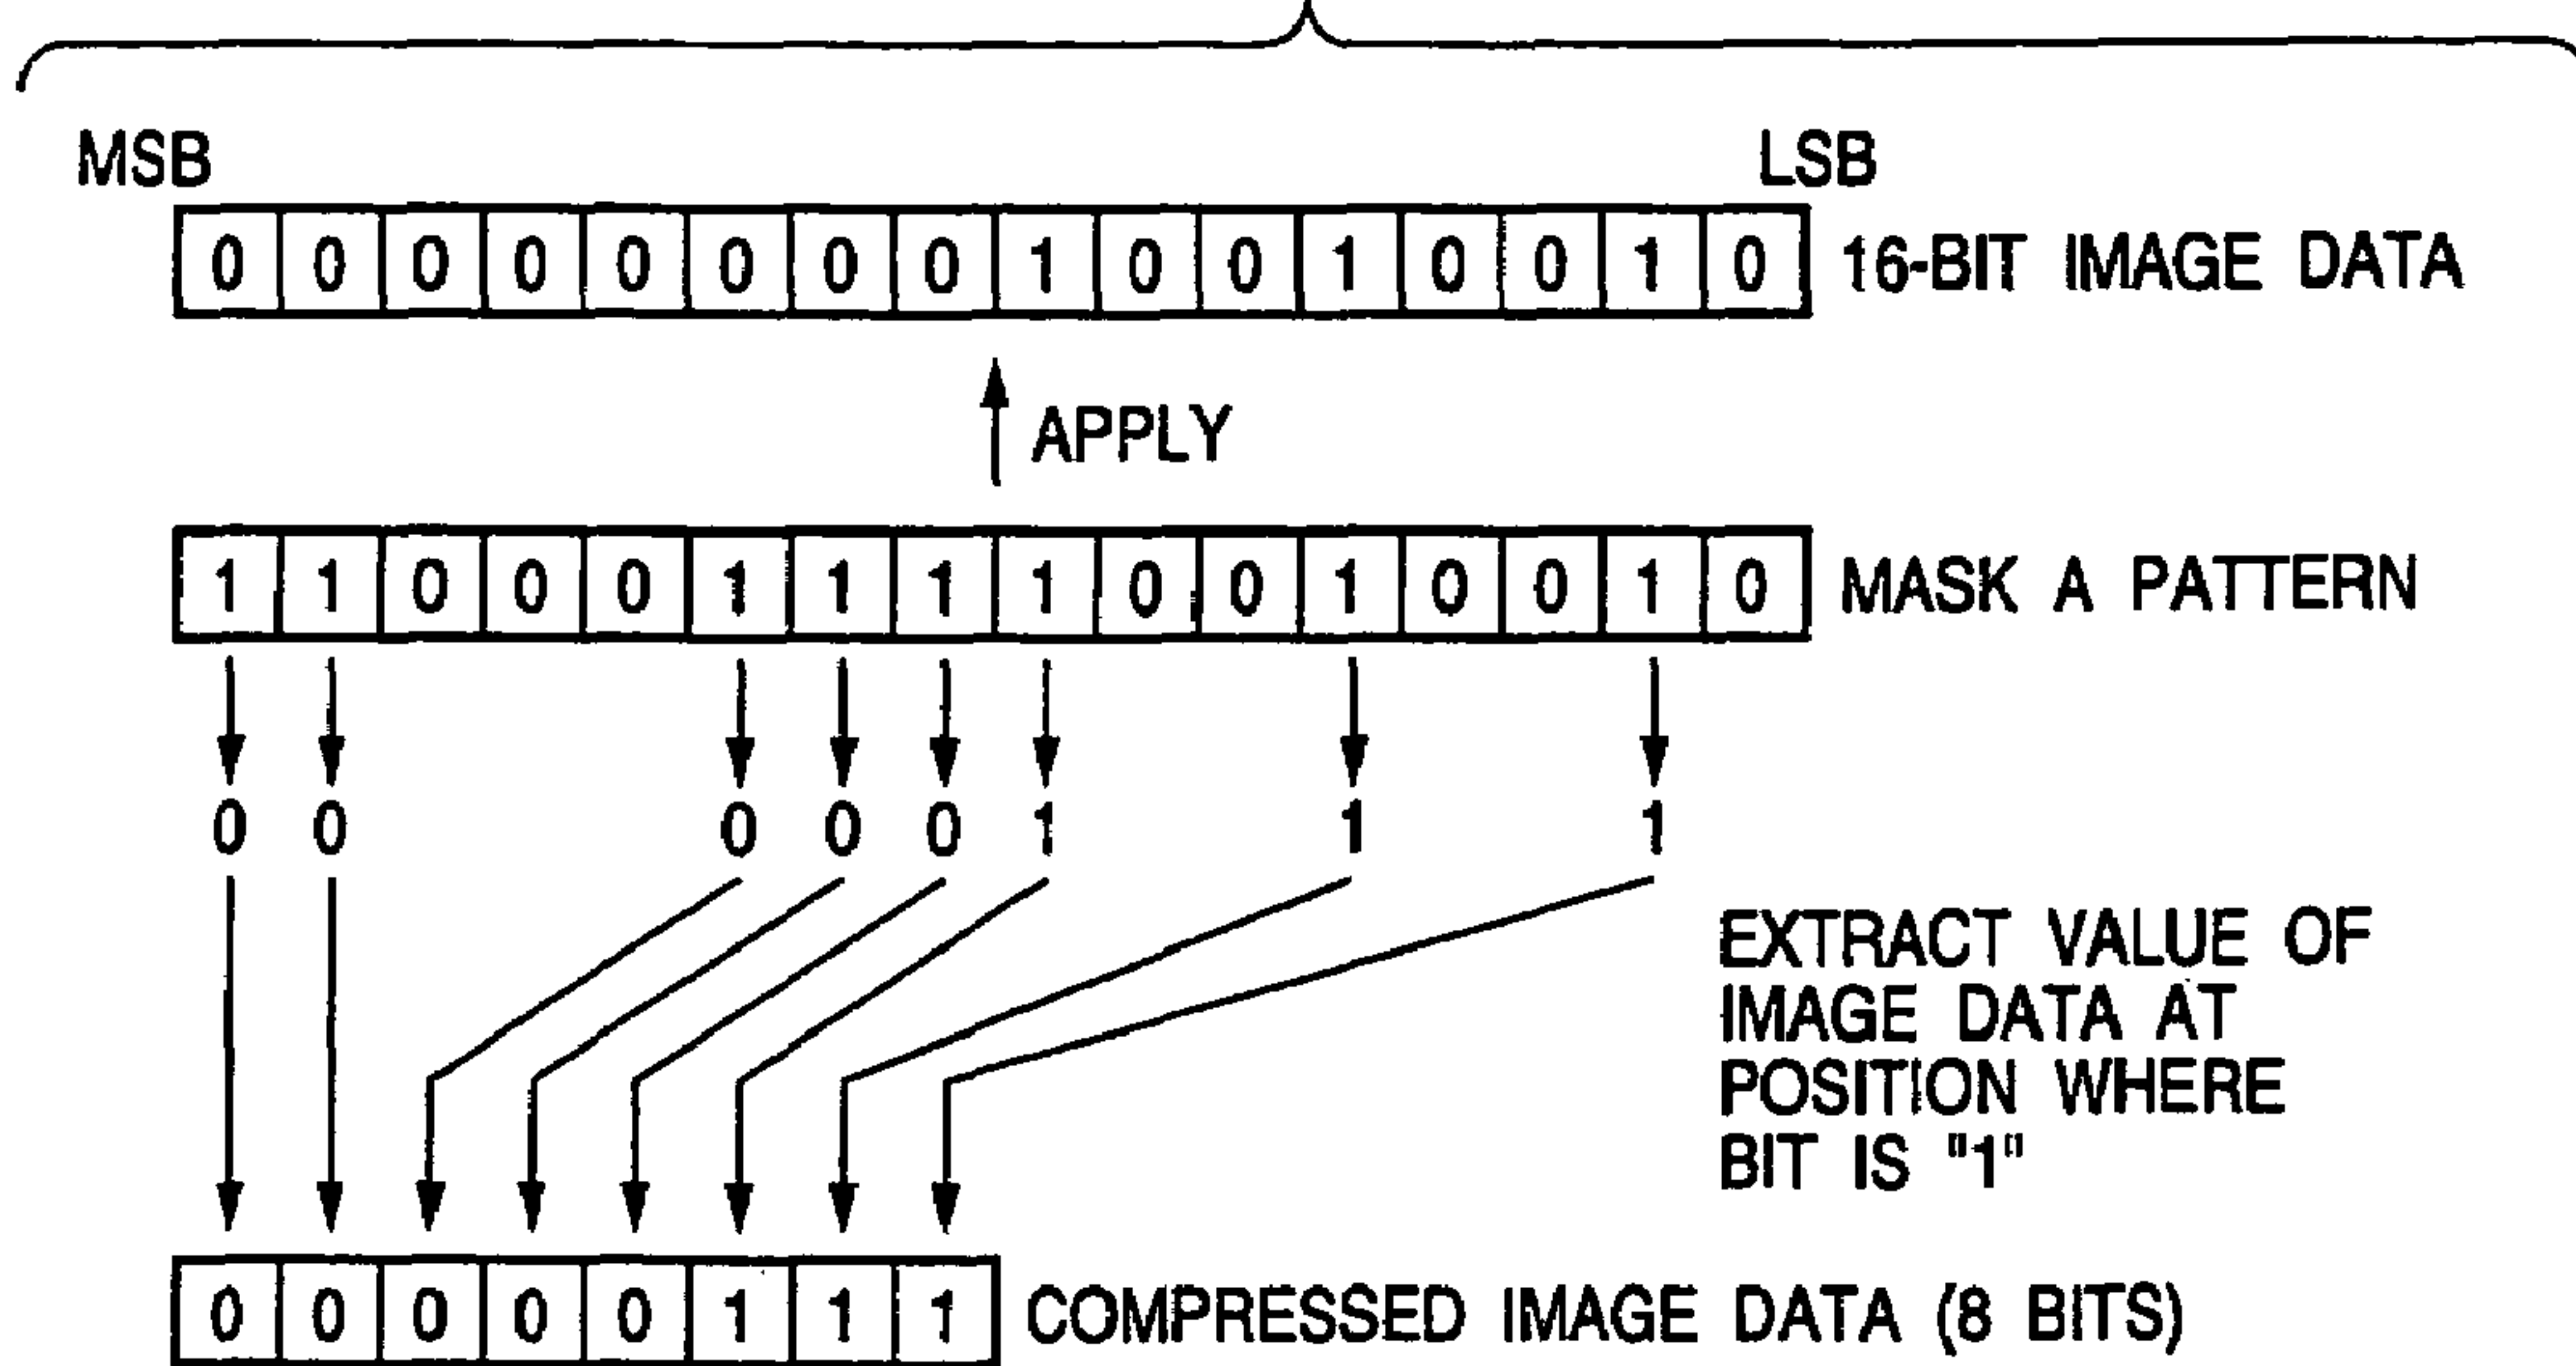 MSB LSB
0 0 0 0 0 0 0 0 1 0 0 1 0 0 1 0 16-BIT IMAGE DATA
APPLY
1 1 0 0 0 1 1 1 1 0 0 1 0 0 1 0 MASK A PATTERN
0 0 0 0 0 1 1 1
EXTRACT VALUE OF
IMAGE DATA AT
POSITION WHERE
BIT IS "1"
0 0 0 0 0 1 1 1 COMPRESSED IMAGE DATA (8 BITS)